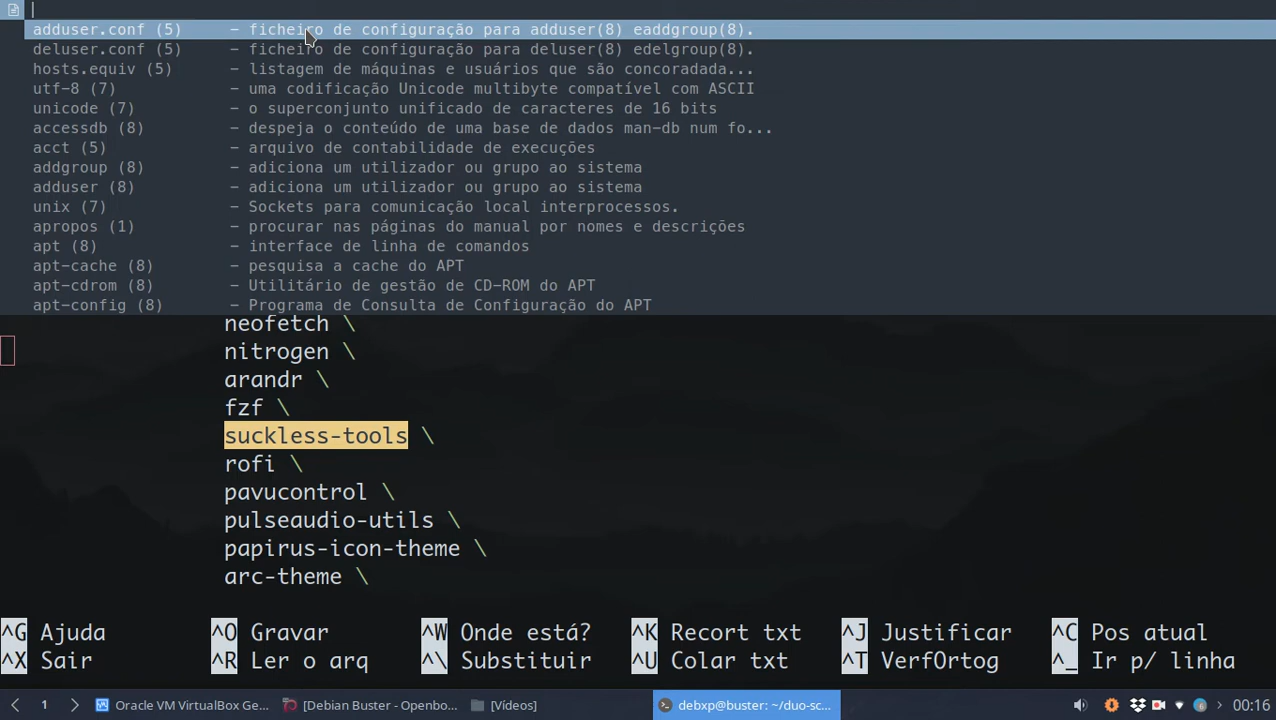 adduser.conf (5) - ficheiro de configuração para adduser(8) eaddgroup(8).
deluser.conf (5) - ficheiro de configuração para deluser(8) edelgroup(8).
hosts.equiv (5) - listagem de máquinas e usuários que são concoradada...
utf-8 (7) - uma codificação Unicode multibyte compatível com ASCII
unicode (7) - o superconjunto unificado de caracteres de 16 bits
accessdb (8) - despeja o conteúdo de uma base de dados man-db num fo...
acct (5) - arquivo de contabilidade de execuções
addgroup (8) - adiciona um utilizador ou grupo ao sistema
adduser (8) - adiciona um utilizador ou grupo ao sistema
unix (7) - Sockets para comunicação local interprocessos.
apropos (1) - procurar nas páginas do manual por nomes e descrições
apt (8) - interface de linha de comandos
apt-cache (8) - pesquisa a cache do APT
apt-cdrom (8) - Utilitário de gestão de CD-ROM do APT
apt-config (8) - Programa de Consulta de Configuração do APT
neofetch \
nitrogen \
arandr \
fzf \
suckless-tools \
rofi \
pavucontrol \
pulseaudio-utils \
papirus-icon-theme \
arc-theme \
^G Ajuda ^O Gravar ^W Onde está? ^K Recort txt ^J Justificar ^C Pos atual
^X Sair ^R Ler o arq ^\ Substituir ^U Colar txt ^T VerfOrtog ^_ Ir p/ linha
1 Oracle VM VirtualBox Ge... [Debian Buster - Openbo... [Vídeos] debxp@buster: ~/duo-sc... 00:16